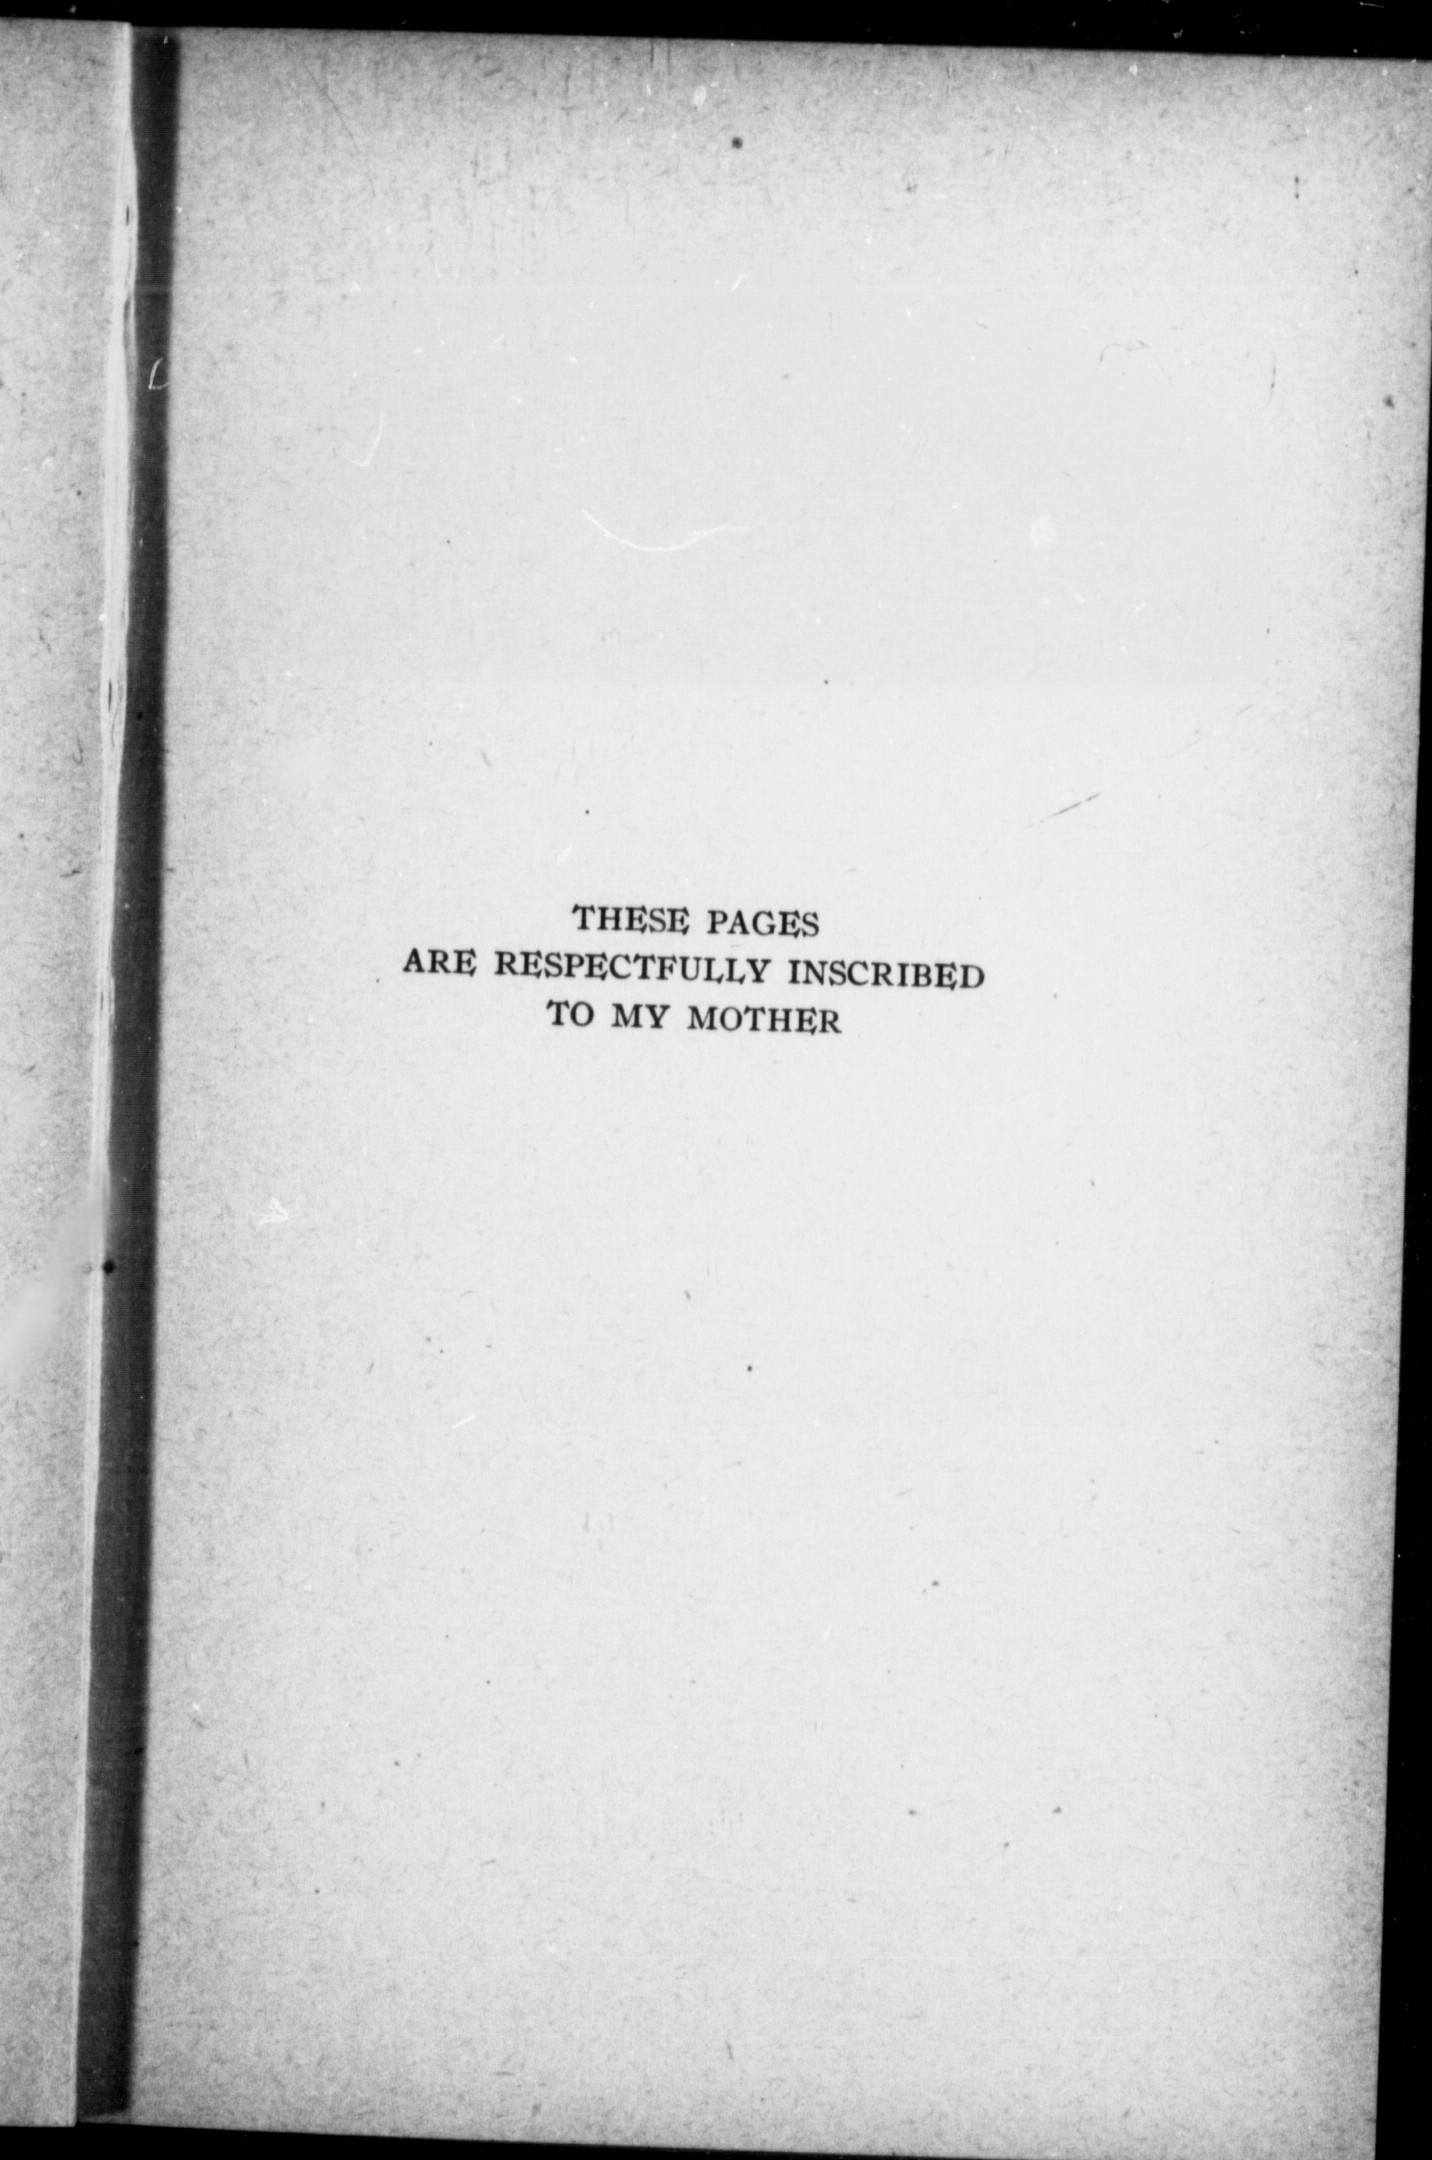 THESE PAGES
ARE RESPECTFULLY INSCRIBED
TO MY MOTHER